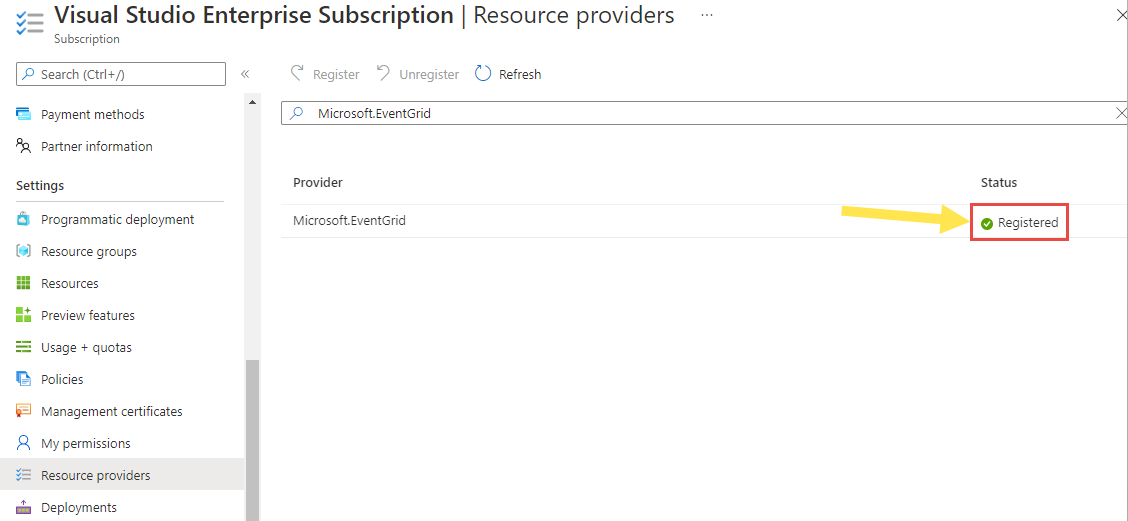 Visual Studio Enterprise Subscription | Resource providers ...
Subscription
Search (Ctrl+/)
«
Payment methods
Partner information
Settings
Programmatic deployment
Resource groups
Resources
Preview features
Usage + quotas
Policies
Management certificates
My permissions
Resource providers
Deployments
Register Unregister Refresh
Microsoft.EventGrid
Provider Status
Microsoft.EventGrid Registered